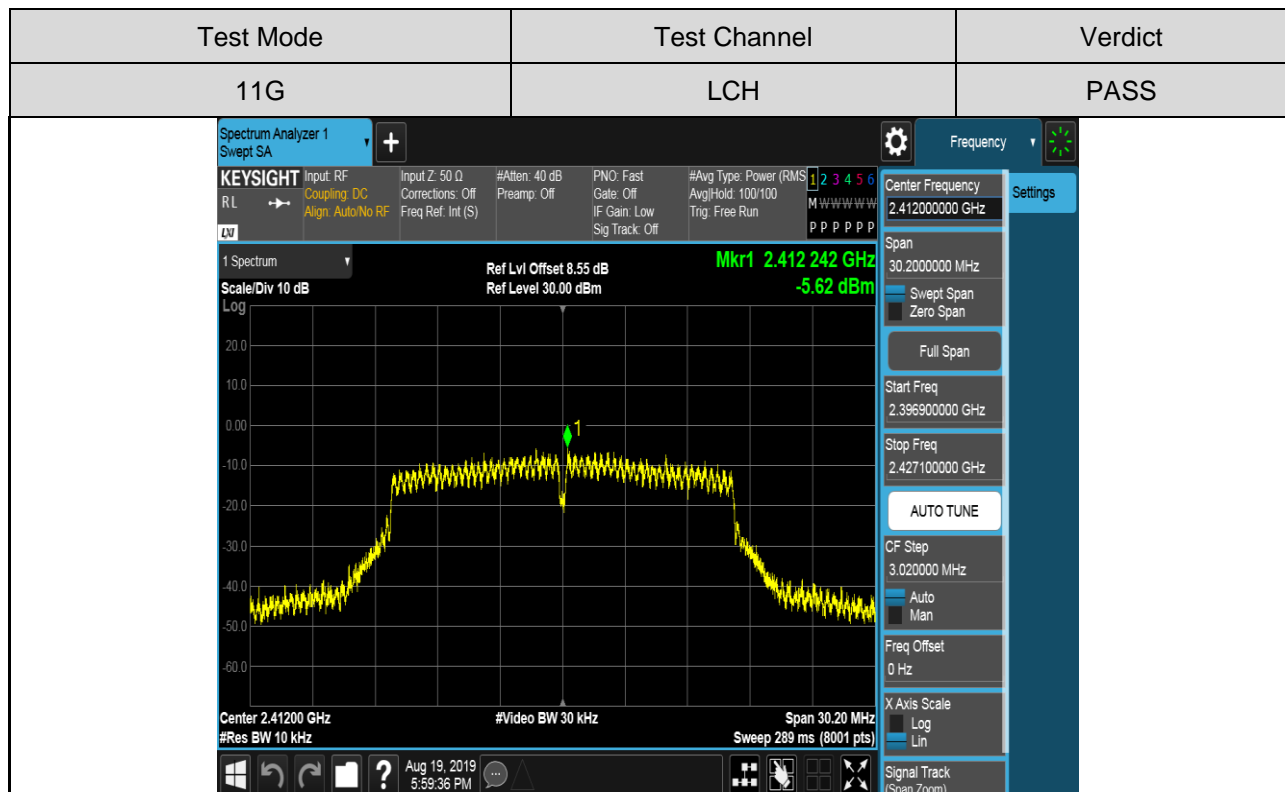 Test Mode Test Channel Verdict
11G LCH PASS
Spectrum Analyzer 1
Swept SA
+
Frequency
KEYSIGHT Input: RF Input Z: 50 Ω #Atten: 40 dB PNO: Fast #Avg Type: Power (RMS 1 2 3 4 5 6
RL Coupling: DC Corrections: Off Preamp: Off Gate: Off Avg|Hold: 100/100 M W W W W W
Align: Auto/No RF Freq Ref: Int (S) IF Gain: Low Trig: Free Run
LXI Sig Track: Off P P P P P P
1 Spectrum
Scale/Div 10 dB
Ref Lvl Offset 8.55 dB
Ref Level 30.00 dBm
Mkr1 2.412 242 GHz
-5.62 dBm
Log
20.0
10.0
0.00
-10.0
-20.0
-30.0
-40.0
-50.0
-60.0
1
Center 2.41200 GHz #Video BW 30 kHz Span 30.20 MHz
#Res BW 10 kHz Sweep 289 ms (8001 pts)
Aug 19, 2019
5:59:36 PM
?
Center Frequency
2.412000000 GHz
Settings
Span
30.2000000 MHz
Swept Span
Zero Span
Full Span
Start Freq
2.396900000 GHz
Stop Freq
2.427100000 GHz
AUTO TUNE
CF Step
3.020000 MHz
Auto
Man
Freq Offset
0 Hz
X Axis Scale
Log
Lin
Signal Track
(Span Zoom)